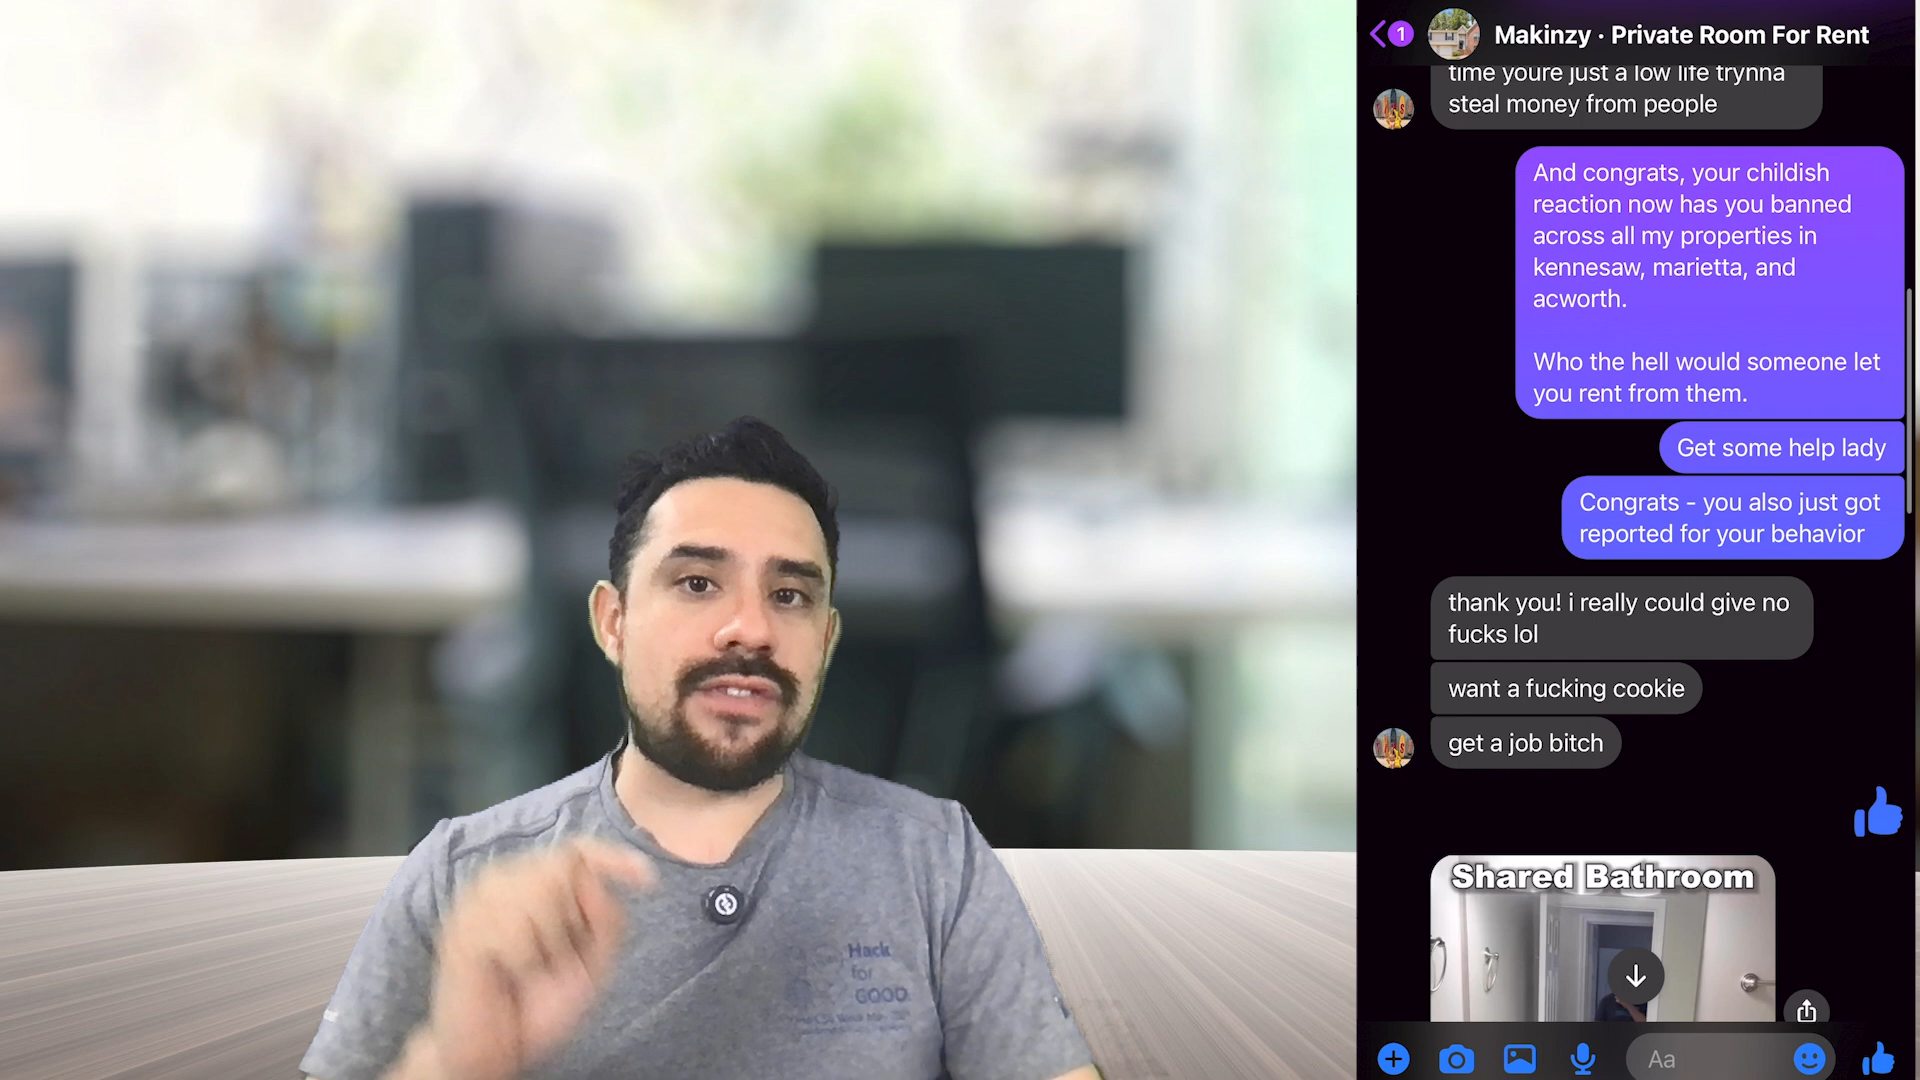 1
Makinzy · Private Room For Rent
time youre just a low life trynna
steal money from people
And congrats, your childish
reaction now has you banned
across all my properties in
kennesaw, marietta, and
acworth.
Who the hell would someone let
you rent from them.
Get some help lady
Congrats - you also just got
reported for your behavior
thank you! i really could give no
fucks lol
want a fucking cookie
get a job bitch
Shared Bathroom
Aa
Hack
for
GOOD